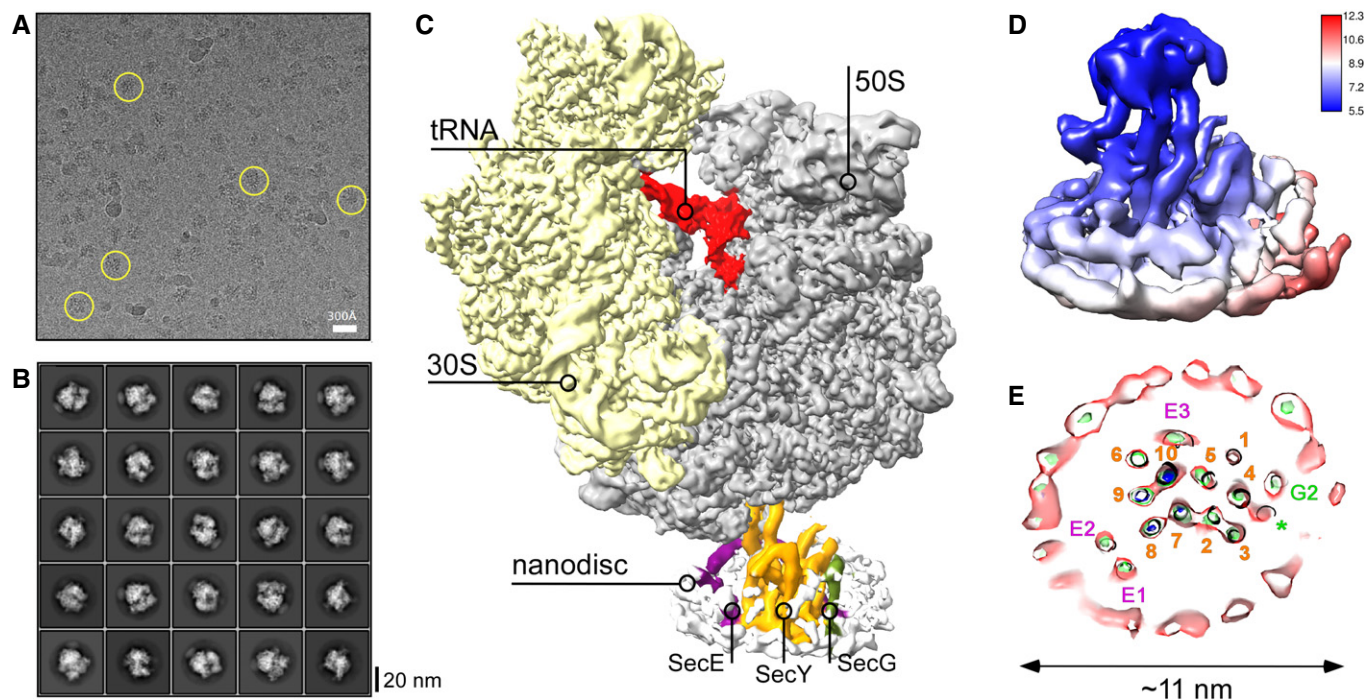 A
300Å
B
20 nm
C
50S
tRNA
30S
nanodisc
SecE
SecY
SecG
D
12.3
10.6
8.9
7.2
5.5
E
E3
1
6
10
5
4
9
G2
*
E2
8
7
2
3
E1
~11 nm